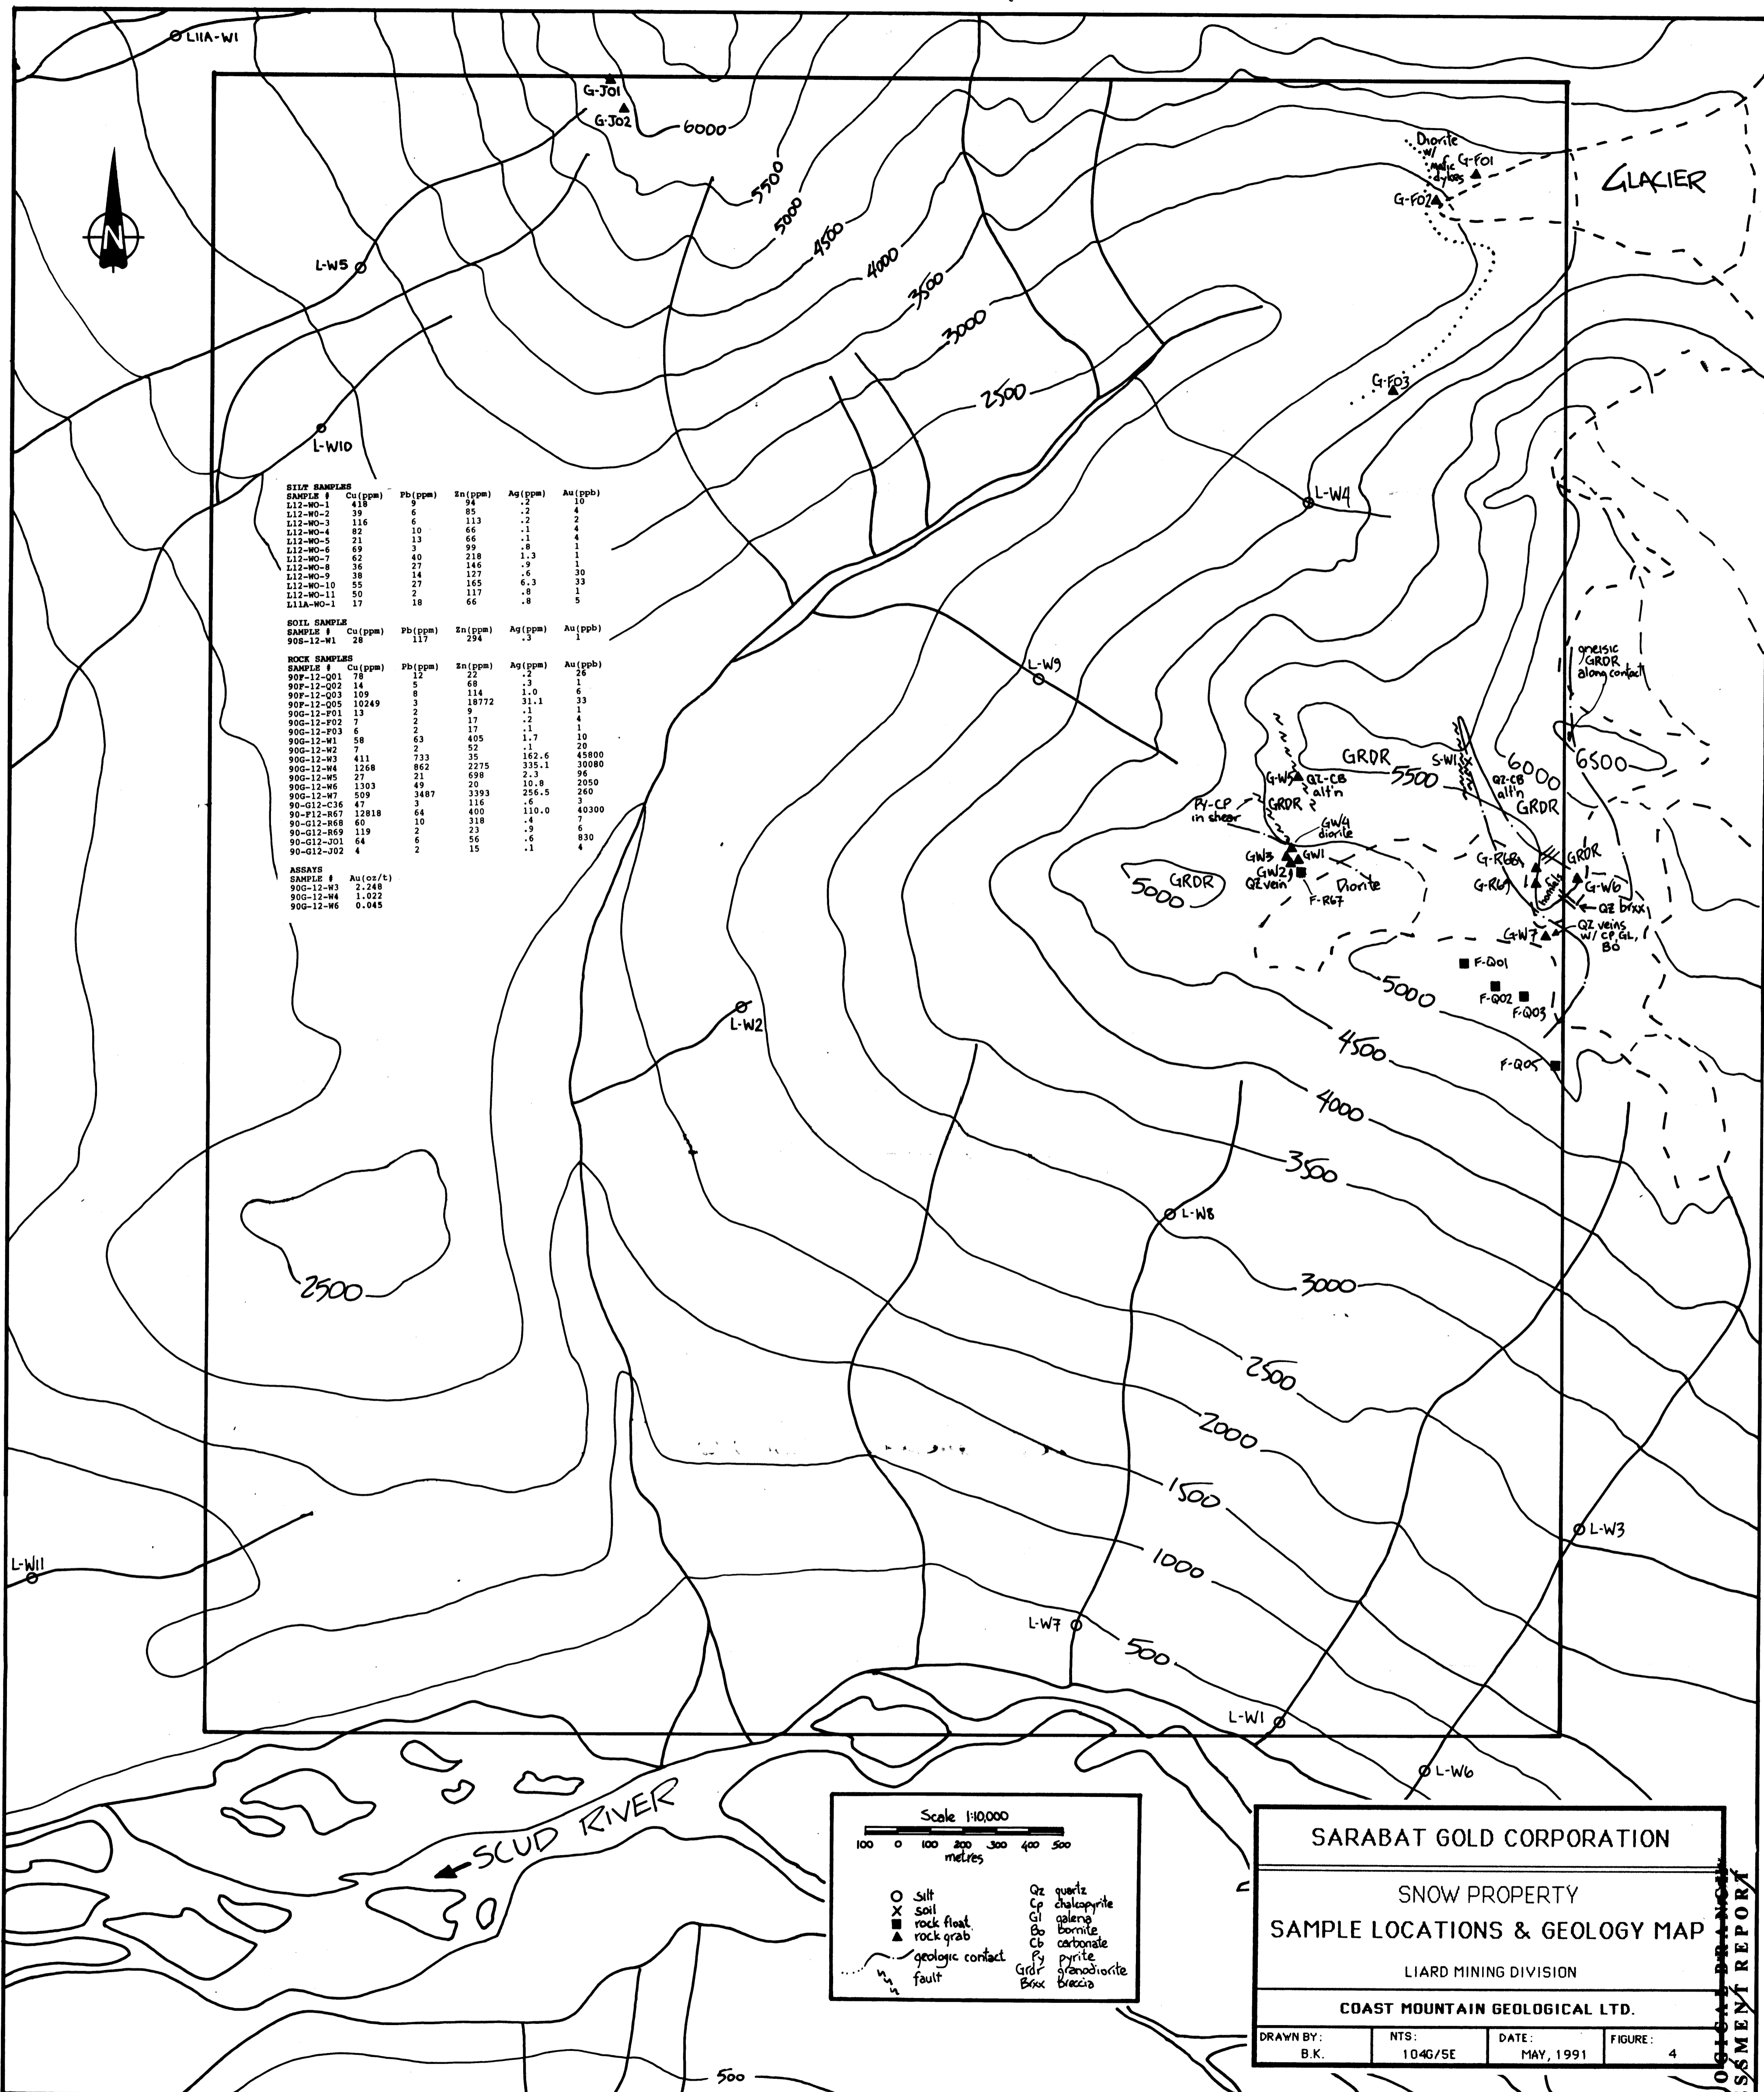 L11A-W1
G-J01
G-J02
6000
5500
5000
4500
4000
3500
3000
2500
Diorite
w/
mafic
dykes
G-F01
G-F02
GLACIER
N
L-W5
G-F03
L-W10
L-W4
SILT SAMPLES
SAMPLE # Cu(ppm) Pb(ppm) Zn(ppm) Ag(ppm) Au(ppb)
L12-WO-1 418 9 94 .2 10
L12-WO-2 39 6 85 .2 4
L12-WO-3 116 6 113 .2 2
L12-WO-4 82 10 66 .1 4
L12-WO-5 21 13 66 .1 4
L12-WO-6 69 3 99 .8 1
L12-WO-7 62 40 218 1.3 1
L12-WO-8 36 27 146 .9 1
L12-WO-9 38 14 127 .6 30
L12-WO-10 55 27 165 6.3 33
L12-WO-11 50 2 117 .8 1
L11A-WO-1 17 18 66 .8 5
SOIL SAMPLE
SAMPLE # Cu(ppm) Pb(ppm) Zn(ppm) Ag(ppm) Au(ppb)
90S-12-W1 28 117 294 .3 1
ROCK SAMPLES
SAMPLE # Cu(ppm) Pb(ppm) Zn(ppm) Ag(ppm) Au(ppb)
90F-12-Q01 78 12 22 .2 26
90F-12-Q02 14 5 68 .3 1
90F-12-Q03 109 8 114 1.0 6
90F-12-Q05 10249 3 18772 31.1 33
90G-12-F01 13 2 9 .1 1
90G-12-F02 7 2 17 .2 4
90G-12-F03 6 2 17 .1 1
90G-12-W1 58 63 405 1.7 10
90G-12-W2 7 2 52 .1 20
90G-12-W3 411 733 35 162.6 45800
90G-12-W4 1268 862 2275 335.1 30080
90G-12-W5 27 21 698 2.3 96
90G-12-W6 1303 49 20 10.8 2050
90G-12-W7 509 3487 3393 256.5 260
90-G12-C36 47 3 116 .6 3
90-F12-R67 12818 64 400 110.0 40300
90-G12-R68 60 10 318 .4 7
90-G12-R69 119 2 23 .9 6
90-G12-J01 64 6 56 .6 830
90-G12-J02 4 2 15 .1 4
ASSAYS
SAMPLE # Au(oz/t)
90G-12-W3 2.248
90G-12-W4 1.022
90G-12-W6 0.045
L-W9
gneisic
GRDR
along contact
GRDR
5500
S-W1
6000
6500
G-W5
QZ-CB
alt'n
QZ-CB
alt'n
GRDR
PY-CP
in shear
GRDR
GW4
diorite
GW3
GW1
GW2
QZ vein
F-R67
Diorite
GRDR
5000
G-R68
G-R69
GRDR
hornfels
G-W6
QZ brxx
QZ veins
w/ CP, GL,
BO
G-W7
F-Q01
F-Q02
F-Q03
5000
F-Q05
4500
4000
3500
3000
2500
2000
1500
1000
500
L-W2
L-W8
2500
L-W3
L-W11
L-W7
L-W1
L-W6
SCUD RIVER
500
Scale 1:10,000
100 0 100 200 300 400 500
metres
silt
soil
rock float
rock grab
geologic contact
fault
Qz quartz
Cp chalcopyrite
Gl galena
Bo bornite
Cb carbonate
Py pyrite
Grdr granodiorite
Brxx breccia
SARABAT GOLD CORPORATION
SNOW PROPERTY
SAMPLE LOCATIONS & GEOLOGY MAP
LIARD MINING DIVISION
COAST MOUNTAIN GEOLOGICAL LTD.
DRAWN BY: B.K.
NTS: 104G/5E
DATE: MAY, 1991
FIGURE: 4
SSMENT REPORT